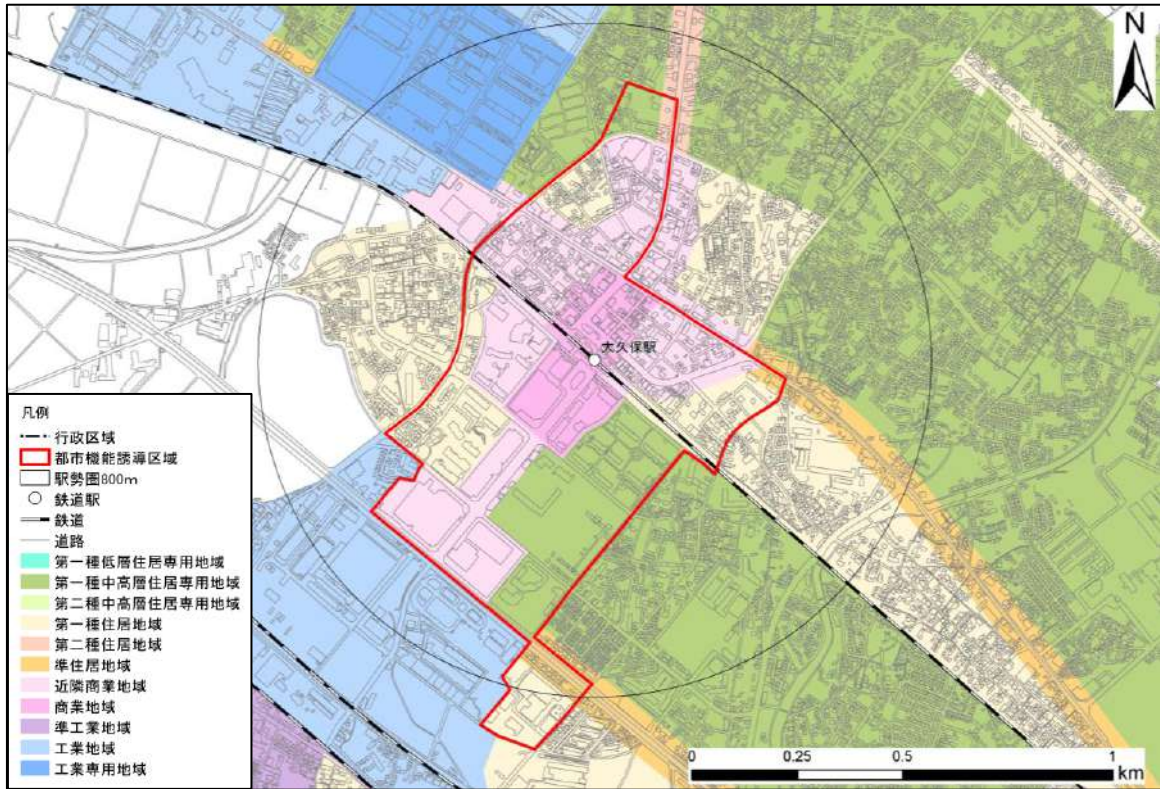 N
大久保駅
凡例
行政区域
都市機能誘導区域
駅勢圏800m
鉄道駅
鉄道
道路
第一種低層住居専用地域
第一種中高層住居専用地域
第二種中高層住居専用地域
第一種住居地域
第二種住居地域
準住居地域
近隣商業地域
商業地域
準工業地域
工業地域
工業専用地域
0 0.25 0.5 1
km